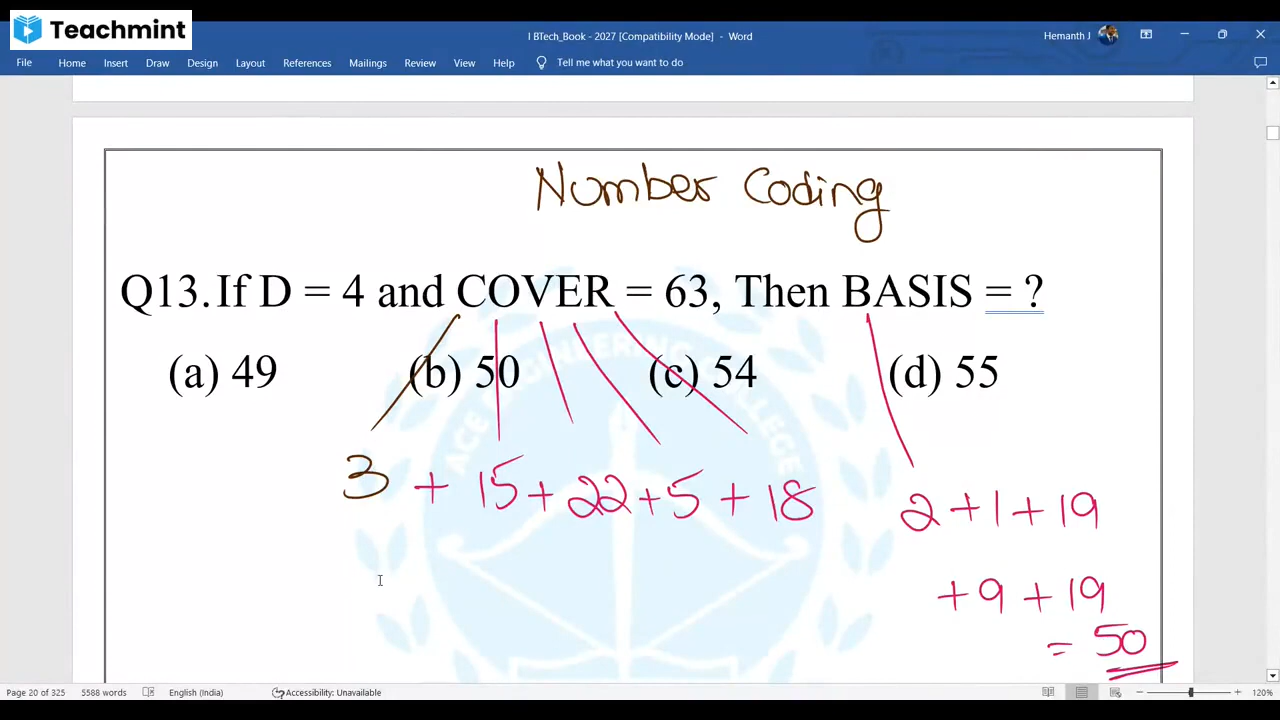 Teachmint
I BTech_Book - 2027 [Compatibility Mode] - Word
Hemanth J
File Home Insert Draw Design Layout References Mailings Review View Help Tell me what you want to do
Number Coding
Q13. If D = 4 and COVER = 63, Then BASIS = ?
(a) 49 (b) 50 (c) 54 (d) 55
3 + 15 + 22 + 5 + 18
2 + 1 + 19
+ 9 + 19
= 50
ACE ENGINEERING COLLEGE
Page 20 of 325 5588 words English (India) Accessibility: Unavailable 120%